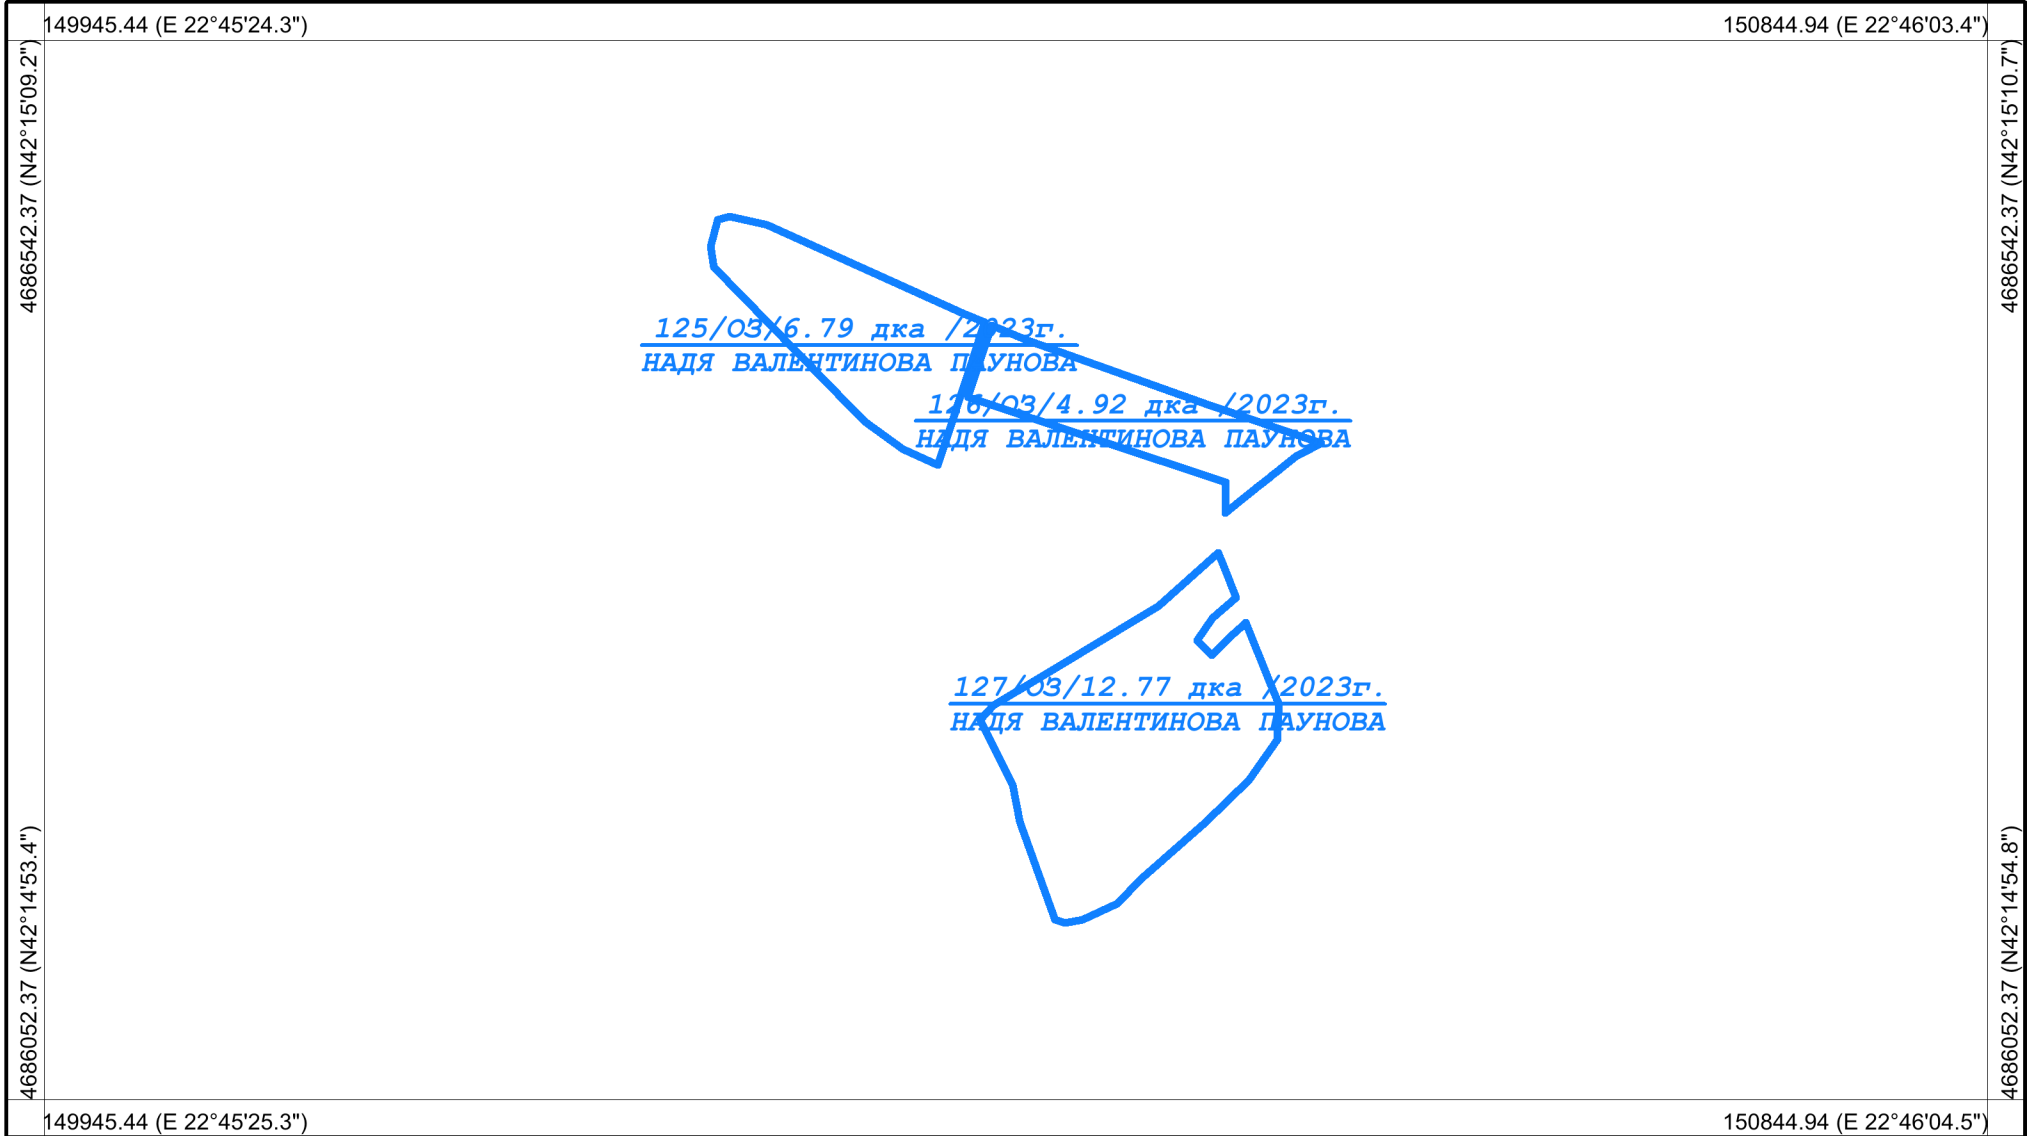 149945.44 (E 22°45'24.3")
150844.94 (E 22°46'03.4")
4686542.37 (N42°15'09.2")
4686542.37 (N42°15'10.7")
125/ОЗ/6.79 дка /2023г.
НАДЯ ВАЛЕНТИНОВА ПАУНОВА
126/ОЗ/4.92 дка /2023г.
НАДЯ ВАЛЕНТИНОВА ПАУНОВА
127/ОЗ/12.77 дка /2023г.
НАДЯ ВАЛЕНТИНОВА ПАУНОВА
4686052.37 (N42°14'53.4")
4686052.37 (N42°14'54.8")
149945.44 (E 22°45'25.3")
150844.94 (E 22°46'04.5")